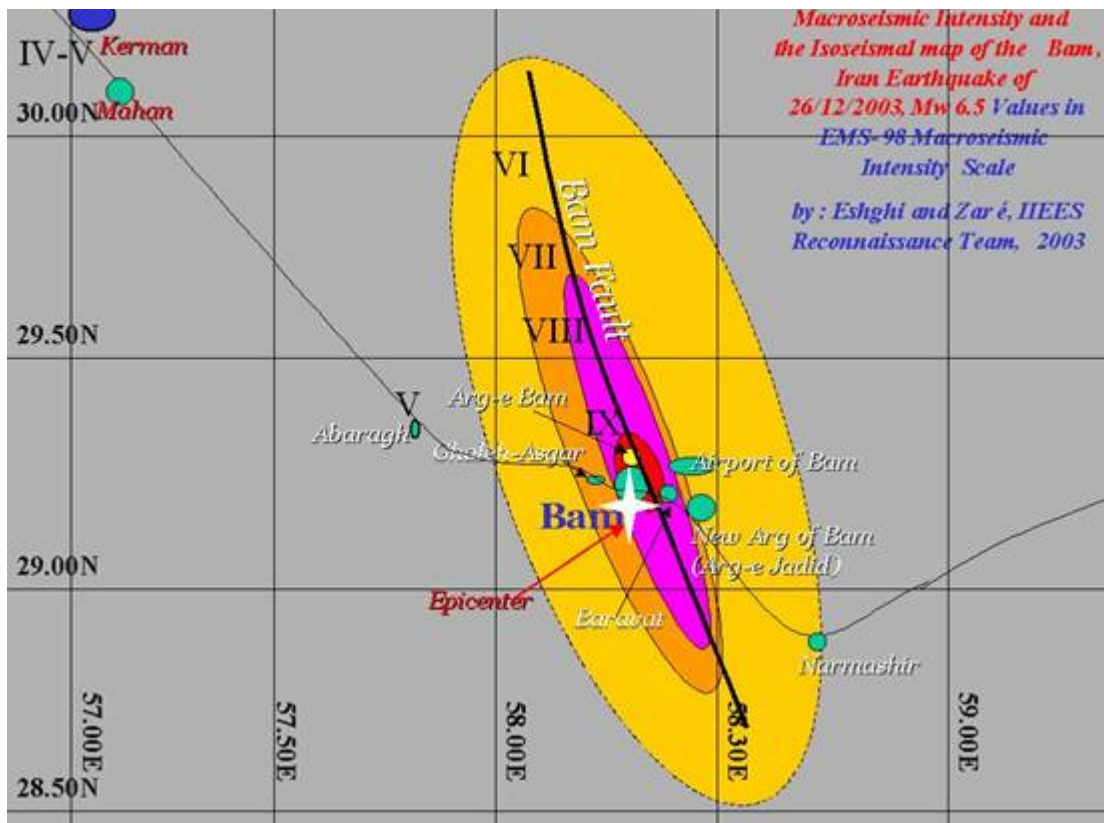 Macroseismic Intensity and
the Isoseismal map of the Bam,
Iran Earthquake of
26/12/2003, Mw 6.5 Values in
EMS-98 Macroseismic
Intensity Scale
by : Eshghi and Zaré, IIEES
Reconnaissance Team, 2003
Kerman
IV-V
Mahan
30.00N
VI
Bam Fault
VII
VIII
29.50N
Arg-e Bam
V
IX
Abaragh
Gholeh-Asgar
Airport of Bam
Bam
New Arg of Bam
(Arg-e Jadid)
29.00N
Epicenter
Baravat
Narmashir
57.00E
57.50E
58.00E
58.30E
59.00E
28.50N